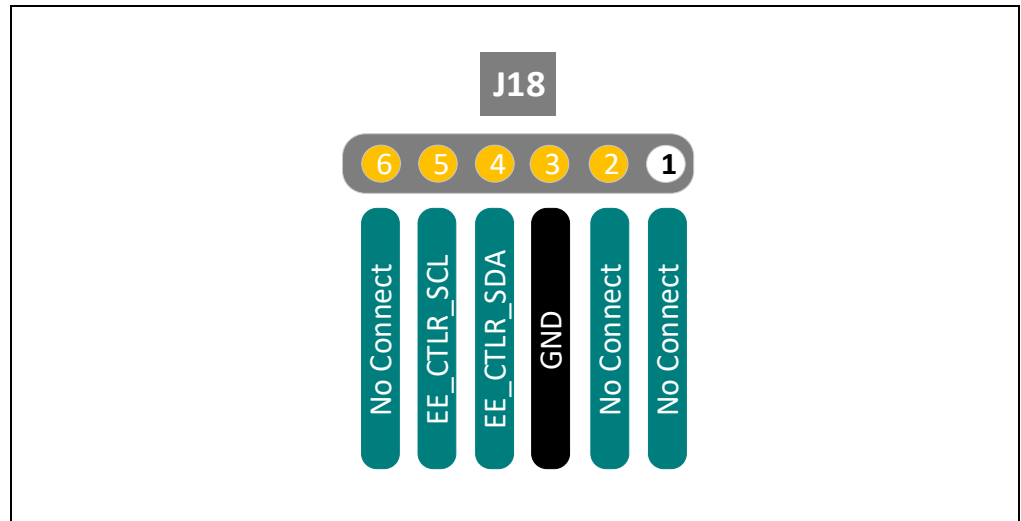 J18
6 5 4 3 2 1
No Connect
EE_CTLR_SCL
EE_CTLR_SDA
GND
No Connect
No Connect